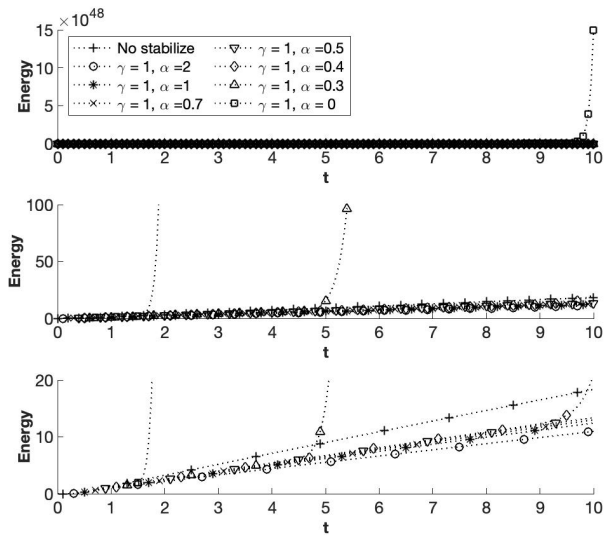 ×10^48
15
10
5
0
Energy
No stabilize
γ = 1, α =2
γ = 1, α =1
γ = 1, α =0.7
γ = 1, α =0.5
γ = 1, α =0.4
γ = 1, α =0.3
γ = 1, α =0
0 1 2 3 4 5 6 7 8 9 10
t
100
50
0
Energy
0 1 2 3 4 5 6 7 8 9 10
t
20
10
0
Energy
0 1 2 3 4 5 6 7 8 9 10
t